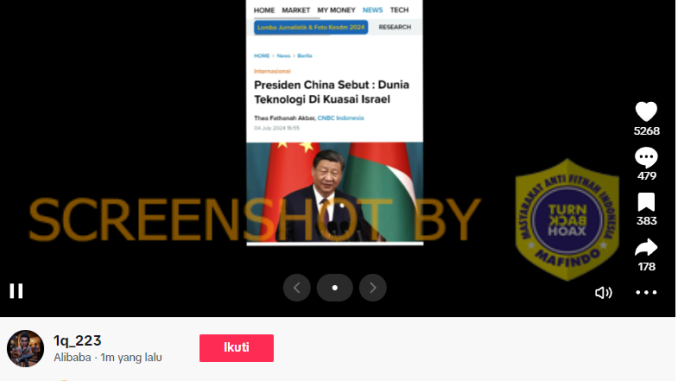 HOME MARKET MY MONEY NEWS TECH
Lomba Jurnalistik & Foto Kemhn 2024 RESEARCH
HOME News Berita
Internasional
Presiden China Sebut : Dunia
Teknologi Di Kuasai Israel
Thea Fathanah Akbar, CNBC Indonesia
04 July 2024 16:55
5268
479
383
178
SCREENSHOT BY
MASYARAKAT ANTI FITNAH INDONESIA
TURN
BACK
HOAX
MAFINDO
1q_223
Alibaba · 1m yang lalu
Ikuti